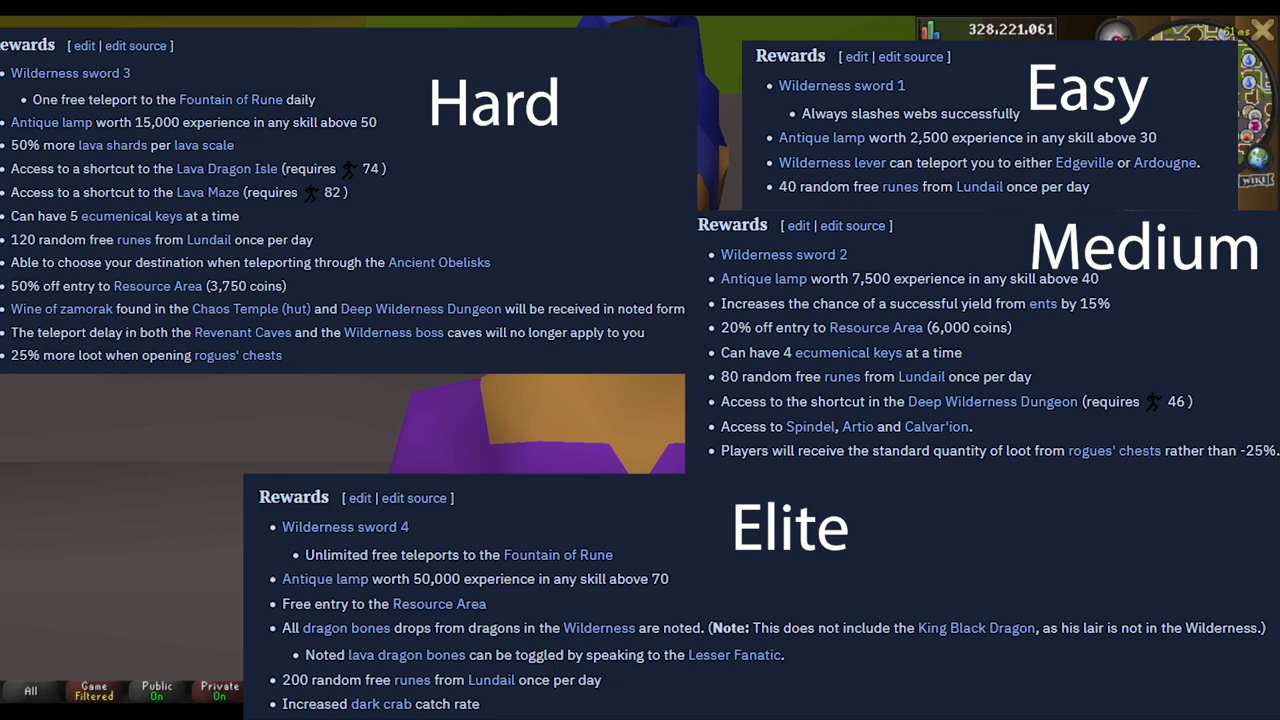 ewards [ edit | edit source ]
Wilderness sword 3
One free teleport to the Fountain of Rune daily
Antique lamp worth 15,000 experience in any skill above 50
50% more lava shards per lava scale
Access to a shortcut to the Lava Dragon Isle (requires 74 )
Access to a shortcut to the Lava Maze (requires 82 )
Can have 5 ecumenical keys at a time
120 random free runes from Lundail once per day
Able to choose your destination when teleporting through the Ancient Obelisks
50% off entry to Resource Area (3,750 coins)
Wine of zamorak found in the Chaos Temple (hut) and Deep Wilderness Dungeon will be received in noted form
The teleport delay in both the Revenant Caves and the Wilderness boss caves will no longer apply to you
25% more loot when opening rogues' chests
Hard
328,221,061
61 ms
Rewards [ edit | edit source ]
Wilderness sword 1
Always slashes webs successfully
Antique lamp worth 2,500 experience in any skill above 30
Wilderness lever can teleport you to either Edgeville or Ardougne.
40 random free runes from Lundail once per day
Easy
WIKI
Rewards [ edit | edit source ]
Wilderness sword 2
Antique lamp worth 7,500 experience in any skill above 40
Increases the chance of a successful yield from ents by 15%
20% off entry to Resource Area (6,000 coins)
Can have 4 ecumenical keys at a time
80 random free runes from Lundail once per day
Access to the shortcut in the Deep Wilderness Dungeon (requires 46 )
Access to Spindel, Artio and Calvar'ion.
Players will receive the standard quantity of loot from rogues' chests rather than -25%.
Medium
Rewards [ edit | edit source ]
Wilderness sword 4
Unlimited free teleports to the Fountain of Rune
Antique lamp worth 50,000 experience in any skill above 70
Free entry to the Resource Area
All dragon bones drops from dragons in the Wilderness are noted. (Note: This does not include the King Black Dragon, as his lair is not in the Wilderness.)
Noted lava dragon bones can be toggled by speaking to the Lesser Fanatic.
200 random free runes from Lundail once per day
Increased dark crab catch rate
Elite
All
Game
Filtered
Public
On
Private
On